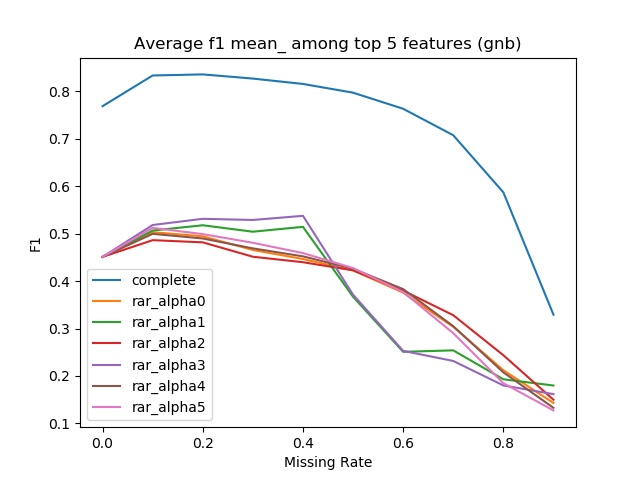 Average f1 mean_ among top 5 features (gnb)
F1
0.8
0.7
0.6
0.5
0.4
0.3
0.2
0.1
complete
rar_alpha0
rar_alpha1
rar_alpha2
rar_alpha3
rar_alpha4
rar_alpha5
0.0 0.2 0.4 0.6 0.8
Missing Rate